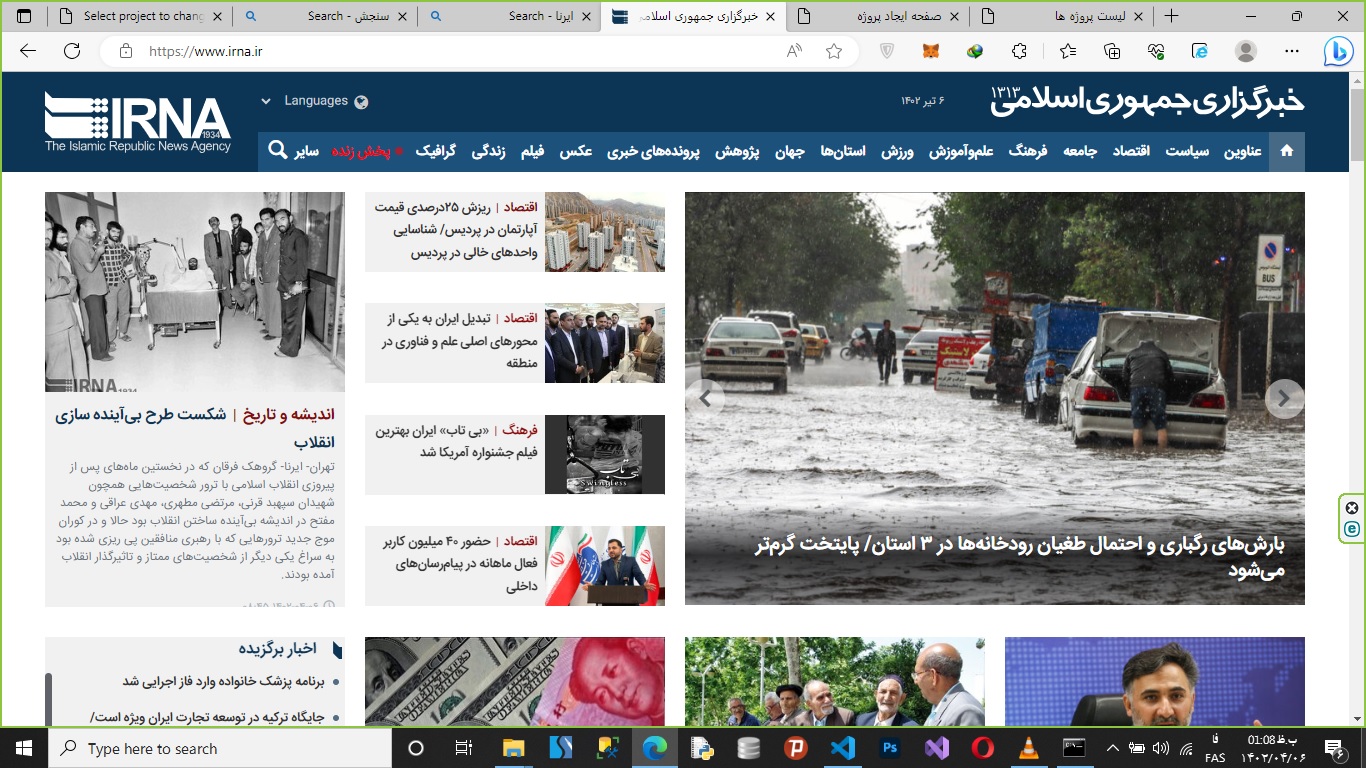 Select project to chang
سنجش - Search
ایرنا - Search
خبرگزاری جمهوری اسلامی
صفحه ایجاد پروژه
لیست پروژه ها
https://www.irna.ir
IRNA
1934
The Islamic Republic News Agency
Languages
۶ تیر ۱۴۰۲
خبرگزاری جمهوری اسلامی
۱۳۱۳
عناوین سیاست اقتصاد جامعه فرهنگ علم‌وآموزش ورزش استان‌ها جهان پژوهش پرونده‌های خبری عکس فیلم زندگی گرافیک پخش زنده سایر
BUS
بارش‌های رگباری و احتمال طغیان رودخانه‌ها در ۳ استان/ پایتخت گرم‌تر
می‌شود
اقتصاد | ریزش ۲۵درصدی قیمت
آپارتمان در پردیس/ شناسایی
واحدهای خالی در پردیس
اقتصاد | تبدیل ایران به یکی از
محورهای اصلی علم و فناوری در
منطقه
فرهنگ | «بی تاب» ایران بهترین
فیلم جشنواره آمریکا شد
بی تاب
Swingless
اقتصاد | حضور ۴۰ میلیون کاربر
فعال ماهانه در پیام‌رسان‌های
داخلی
IRNA
1934
اندیشه و تاریخ | شکست طرح بی‌آینده سازی
انقلاب
تهران- ایرنا- گروهک فرقان که در نخستین ماه‌های پس از
پیروزی انقلاب اسلامی با ترور شخصیت‌هایی همچون
شهیدان سپهبد قرنی، مرتضی مطهری، مهدی عراقی و محمد
مفتح در اندیشه بی‌آینده ساختن انقلاب بود حالا و در کوران
موج جدید ترورهایی که با رهبری منافقین پی ریزی شده بود
به سراغ یکی دیگر از شخصیت‌های ممتاز و تاثیرگذار انقلاب
آمده بودند.
اخبار برگزیده
برنامه پزشک خانواده وارد فاز اجرایی شد
جایگاه ترکیه در توسعه تجارت ایران ویژه است/
Type here to search
فا
FAS
01:08 ب.ظ
۱۴۰۲/۰۴/۰۶